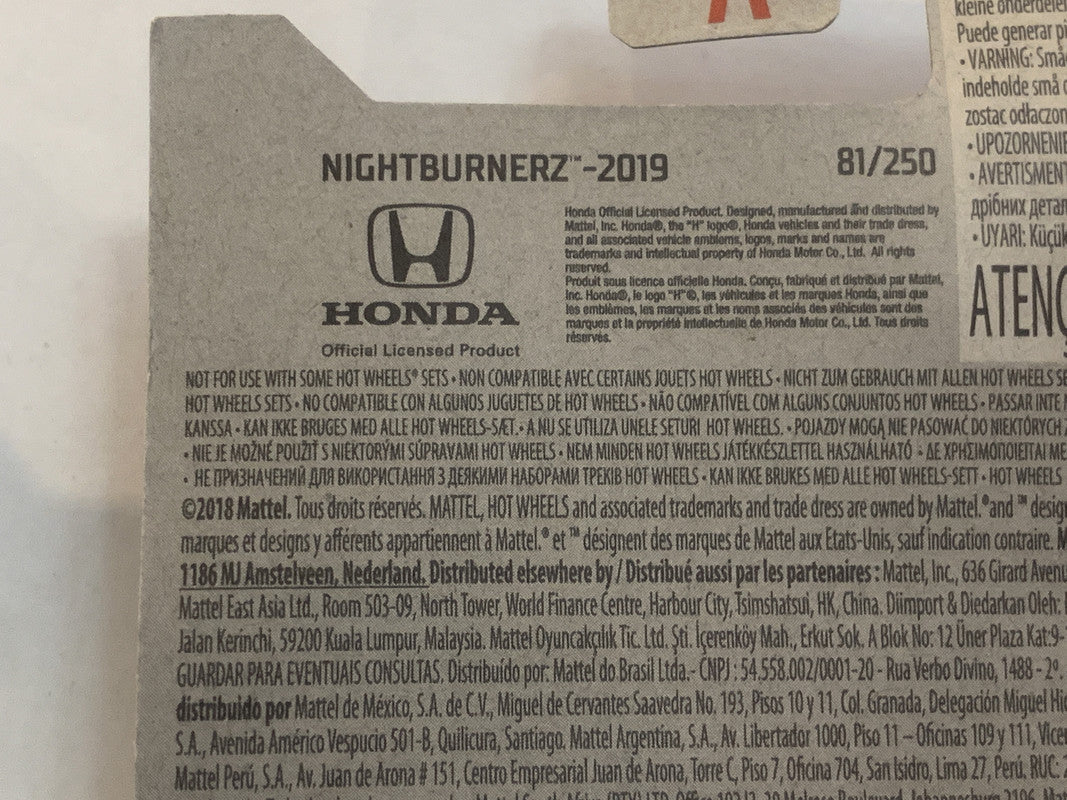 kleine onderdele
Puede generar p
• VARNING: Små
indeholde små
zostać odłaczon
• UPOZORNENIE
• AVERTISMENT
дрібних детал
• UYARI: Küçük
ATENÇ
NIGHTBURNERZ™-2019
81/250
HONDA
Official Licensed Product
Honda Official Licensed Product. Designed, manufactured and distributed by
Mattel, Inc. Honda®, the "H" logo®, Honda vehicles and their trade dress,
and all associated vehicle emblems, logos, marks and names are
trademarks and intellectual property of Honda Motor Co., Ltd. All rights
reserved.
Produit sous licence officielle Honda. Conçu, fabriqué et distribué par Mattel,
Inc. Honda®, le logo "H"®, les véhicules et les marques Honda, ainsi que
les emblèmes, les marques et les noms associés des véhicules sont des
marques et la propriété intellectuelle de Honda Motor Co., Ltd. Tous droits
réservés.
NOT FOR USE WITH SOME HOT WHEELS® SETS • NON COMPATIBLE AVEC CERTAINS JOUETS HOT WHEELS • NICHT ZUM GEBRAUCH MIT ALLEN HOT WHEELS SE
HOT WHEELS SETS • NO COMPATIBLE CON ALGUNOS JUGUETES DE HOT WHEELS • NÃO COMPATÍVEL COM ALGUNS CONJUNTOS HOT WHEELS • PASSAR INTE
KANSSA • KAN IKKE BRUGES MED ALLE HOT WHEELS-SÆT. • A NU SE UTILIZA UNELE SETURI HOT WHEELS. • POJAZDY MOGĄ NIE PASOWAĆ DO NIEKTÓRYCH
• NIE JE MOŽNÉ POUŽIŤ S NIEKTORÝMI SÚPRAVAMI HOT WHEELS • NEM MINDEN HOT WHEELS JÁTÉKKÉSZLETTEL HASZNÁLHATÓ • ΔΕ ΧΡΗΣΙΜΟΠΟΙΕΙΤΑΙ ΜΕ
• НЕ ПРИЗНАЧЕНИЙ ДЛЯ ВИКОРИСТАННЯ З ДЕЯКИМИ НАБОРАМИ ТРЕКІВ HOT WHEELS • KAN IKKE BRUKES MED ALLE HOT WHEELS-SETT • HOT WHEELS
©2018 Mattel. Tous droits réservés. MATTEL, HOT WHEELS and associated trademarks and trade dress are owned by Mattel.® and ™ desig
marques et designs y afférents appartiennent à Mattel.® et ™ désignent des marques de Mattel aux Etats-Unis, sauf indication contraire. M
1186 MJ Amstelveen, Nederland. Distributed elsewhere by / Distribué aussi par les partenaires : Mattel, Inc., 636 Girard Avenu
Mattel East Asia Ltd., Room 503-09, North Tower, World Finance Centre, Harbour City, Tsimshatsui, HK, China. Diimport & Diedarkan Oleh:
Jalan Kerinchi, 59200 Kuala Lumpur, Malaysia. Mattel Oyuncakçılık Tic. Ltd. Şti. İçerenköy Mah., Erkut Sok. A Blok No: 12 Üner Plaza Kat:9-
GUARDAR PARA EVENTUAIS CONSULTAS. Distribuído por: Mattel do Brasil Ltda.- CNPJ : 54.558.002/0001-20 - Rua Verbo Divino, 1488 - 2º.
distribuido por Mattel de México, S.A. de C.V., Miguel de Cervantes Saavedra No. 193, Pisos 10 y 11, Col. Granada, Delegación Miguel Hid
S.A., Avenida Américo Vespucio 501-B, Quilicura, Santiago. Mattel Argentina, S.A., Av. Libertador 1000, Piso 11 – Oficinas 109 y 111, Vice
Mattel Perú, S.A., Av. Juan de Arona # 151, Centro Empresarial Juan de Arona, Torre C, Piso 7, Oficina 704, San Isidro, Lima 27, Perú. RUC: 2